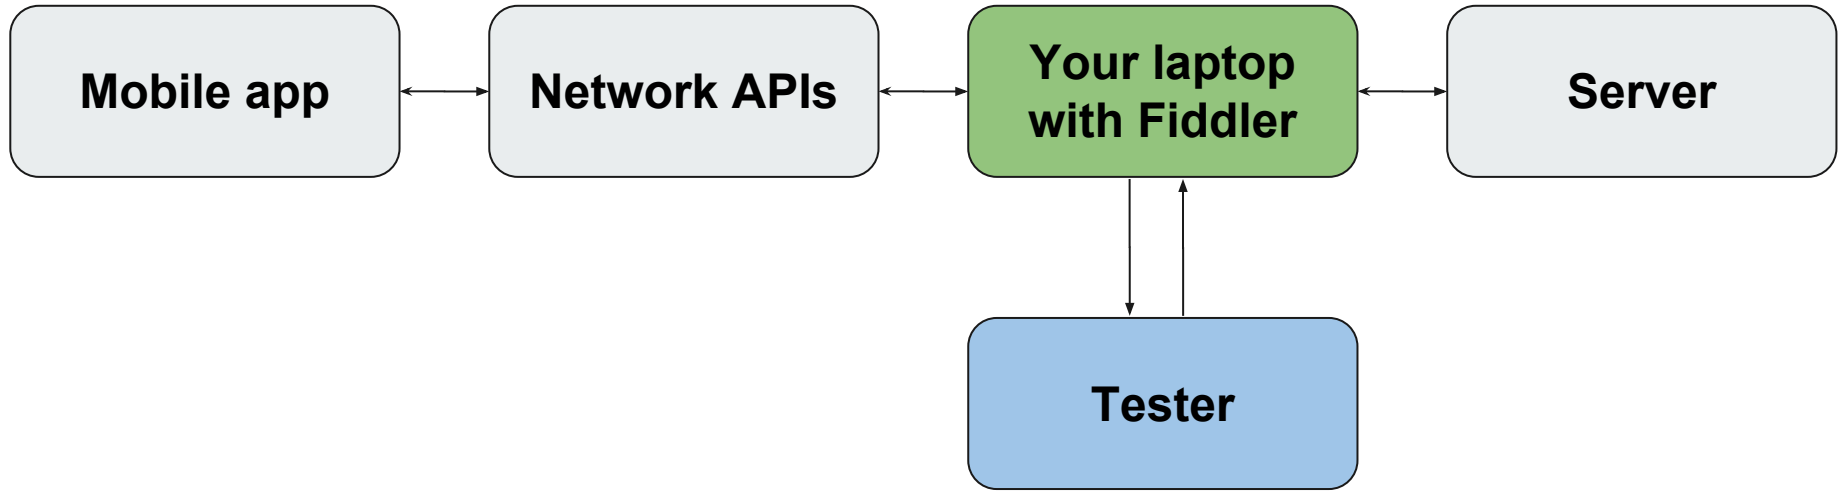 Mobile app
Network APIs
Your laptop
with Fiddler
Server
Tester